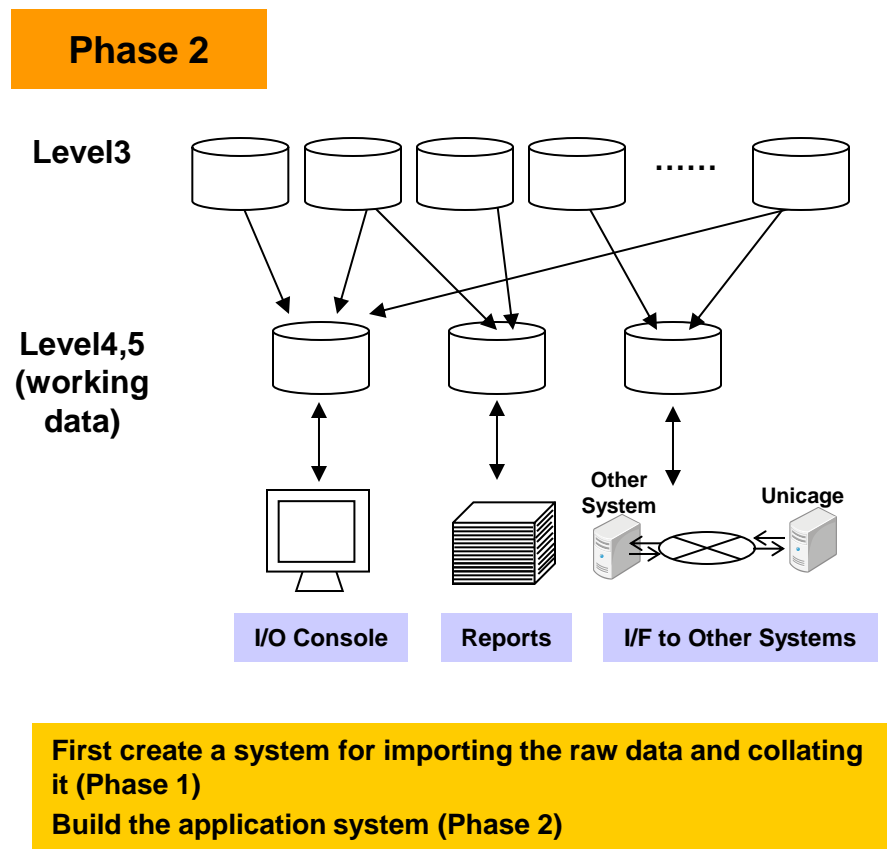 Phase 2
Level3
......
Level4,5
(working
data)
Other
System
Unicage
I/O Console
Reports
I/F to Other Systems
First create a system for importing the raw data and collating
it (Phase 1)
Build the application system (Phase 2)